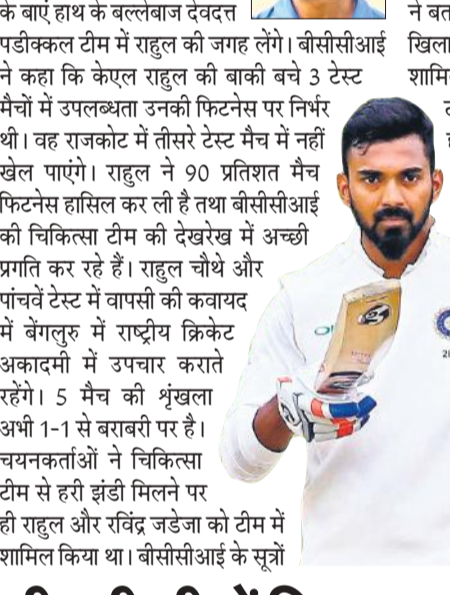 के बाएं हाथ के बल्लेबाज देवदत्त
पडीक्कल टीम में राहुल की जगह लेंगे। बीसीसीआई
ने कहा कि केएल राहुल की बाकी बचे 3 टेस्ट
मैचों में उपलब्धता उनकी फिटनेस पर निर्भर
थी। वह राजकोट में तीसरे टेस्ट मैच में नहीं
खेल पाएंगे। राहुल ने 90 प्रतिशत मैच
फिटनेस हासिल कर ली है तथा बीसीसीआई
की चिकित्सा टीम की देखरेख में अच्छी
प्रगति कर रहे हैं। राहुल चौथे और
पांचवें टेस्ट में वापसी की कवायद
में बेंगलुरु में राष्ट्रीय क्रिकेट
अकादमी में उपचार कराते
रहेंगे। 5 मैच की शृंखला
अभी 1-1 से बराबरी पर है।
चयनकर्ताओं ने चिकित्सा
टीम से हरी झंडी मिलने पर
ही राहुल और रविंद्र जडेजा को टीम में
शामिल किया था। बीसीसीआई के सूत्रों
ने बत
खिला
शामि